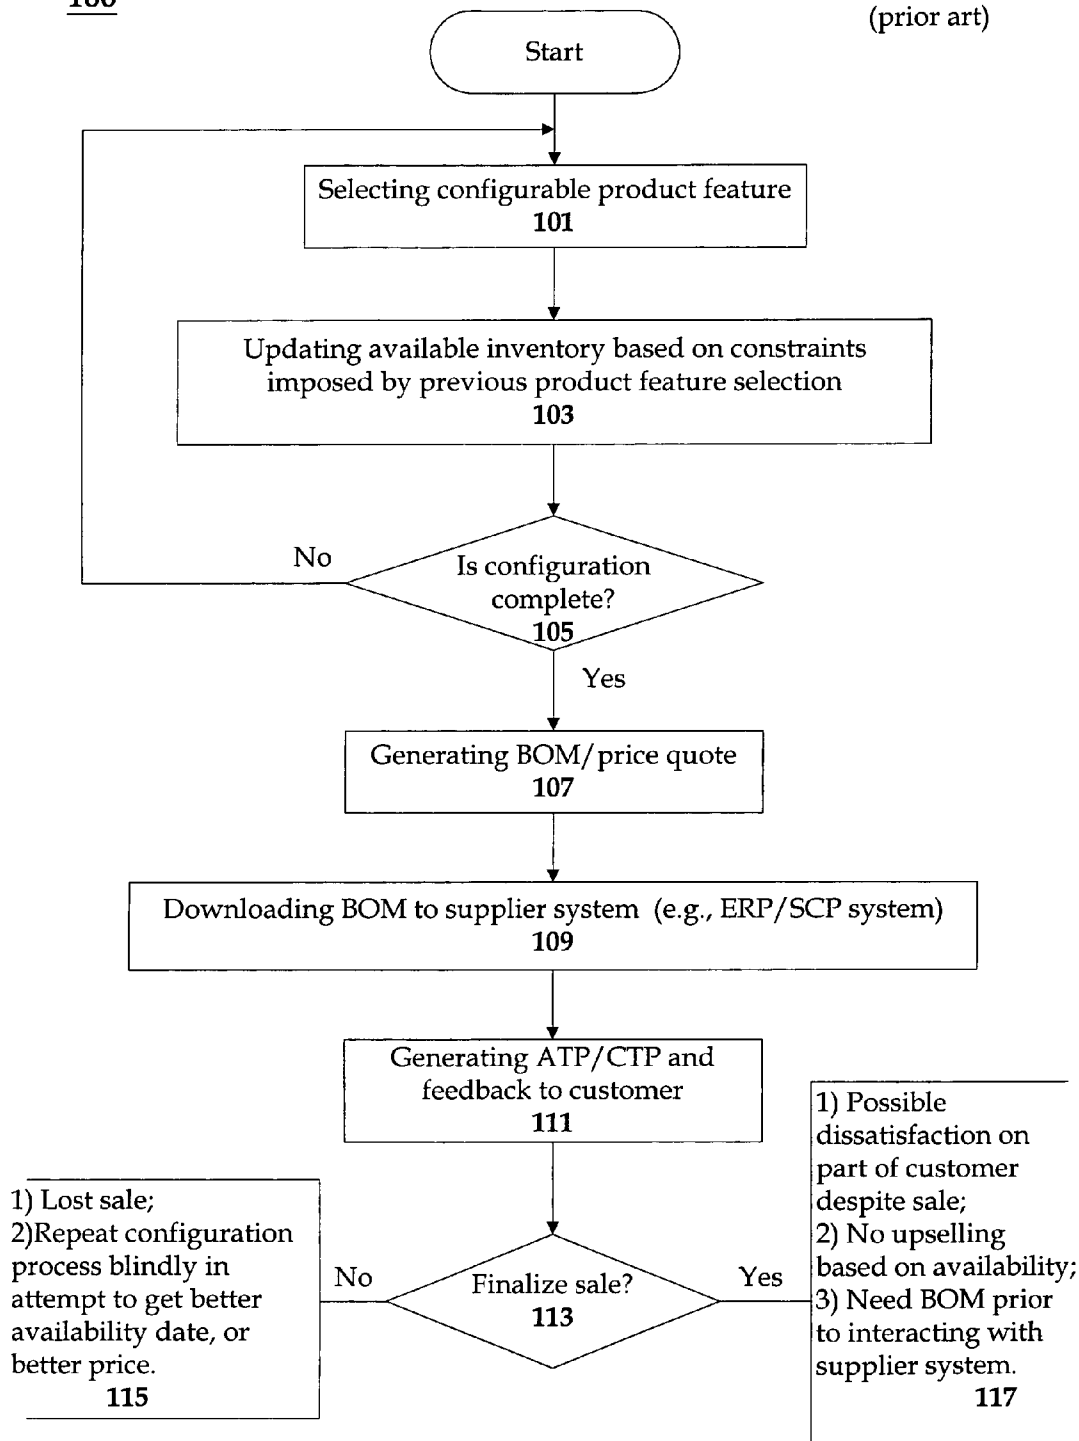 (prior art)
Start
Selecting configurable product feature
101
Updating available inventory based on constraints
imposed by previous product feature selection
103
No
Is configuration
complete?
105
Yes
Generating BOM/price quote
107
Downloading BOM to supplier system (e.g., ERP/SCP system)
109
Generating ATP/CTP and
feedback to customer
111
1) Lost sale;
2)Repeat configuration
process blindly in
attempt to get better
availability date, or
better price.
115
No
Finalize sale?
113
Yes
1) Possible
dissatisfaction on
part of customer
despite sale;
2) No upselling
based on availability;
3) Need BOM prior
to interacting with
supplier system.
117